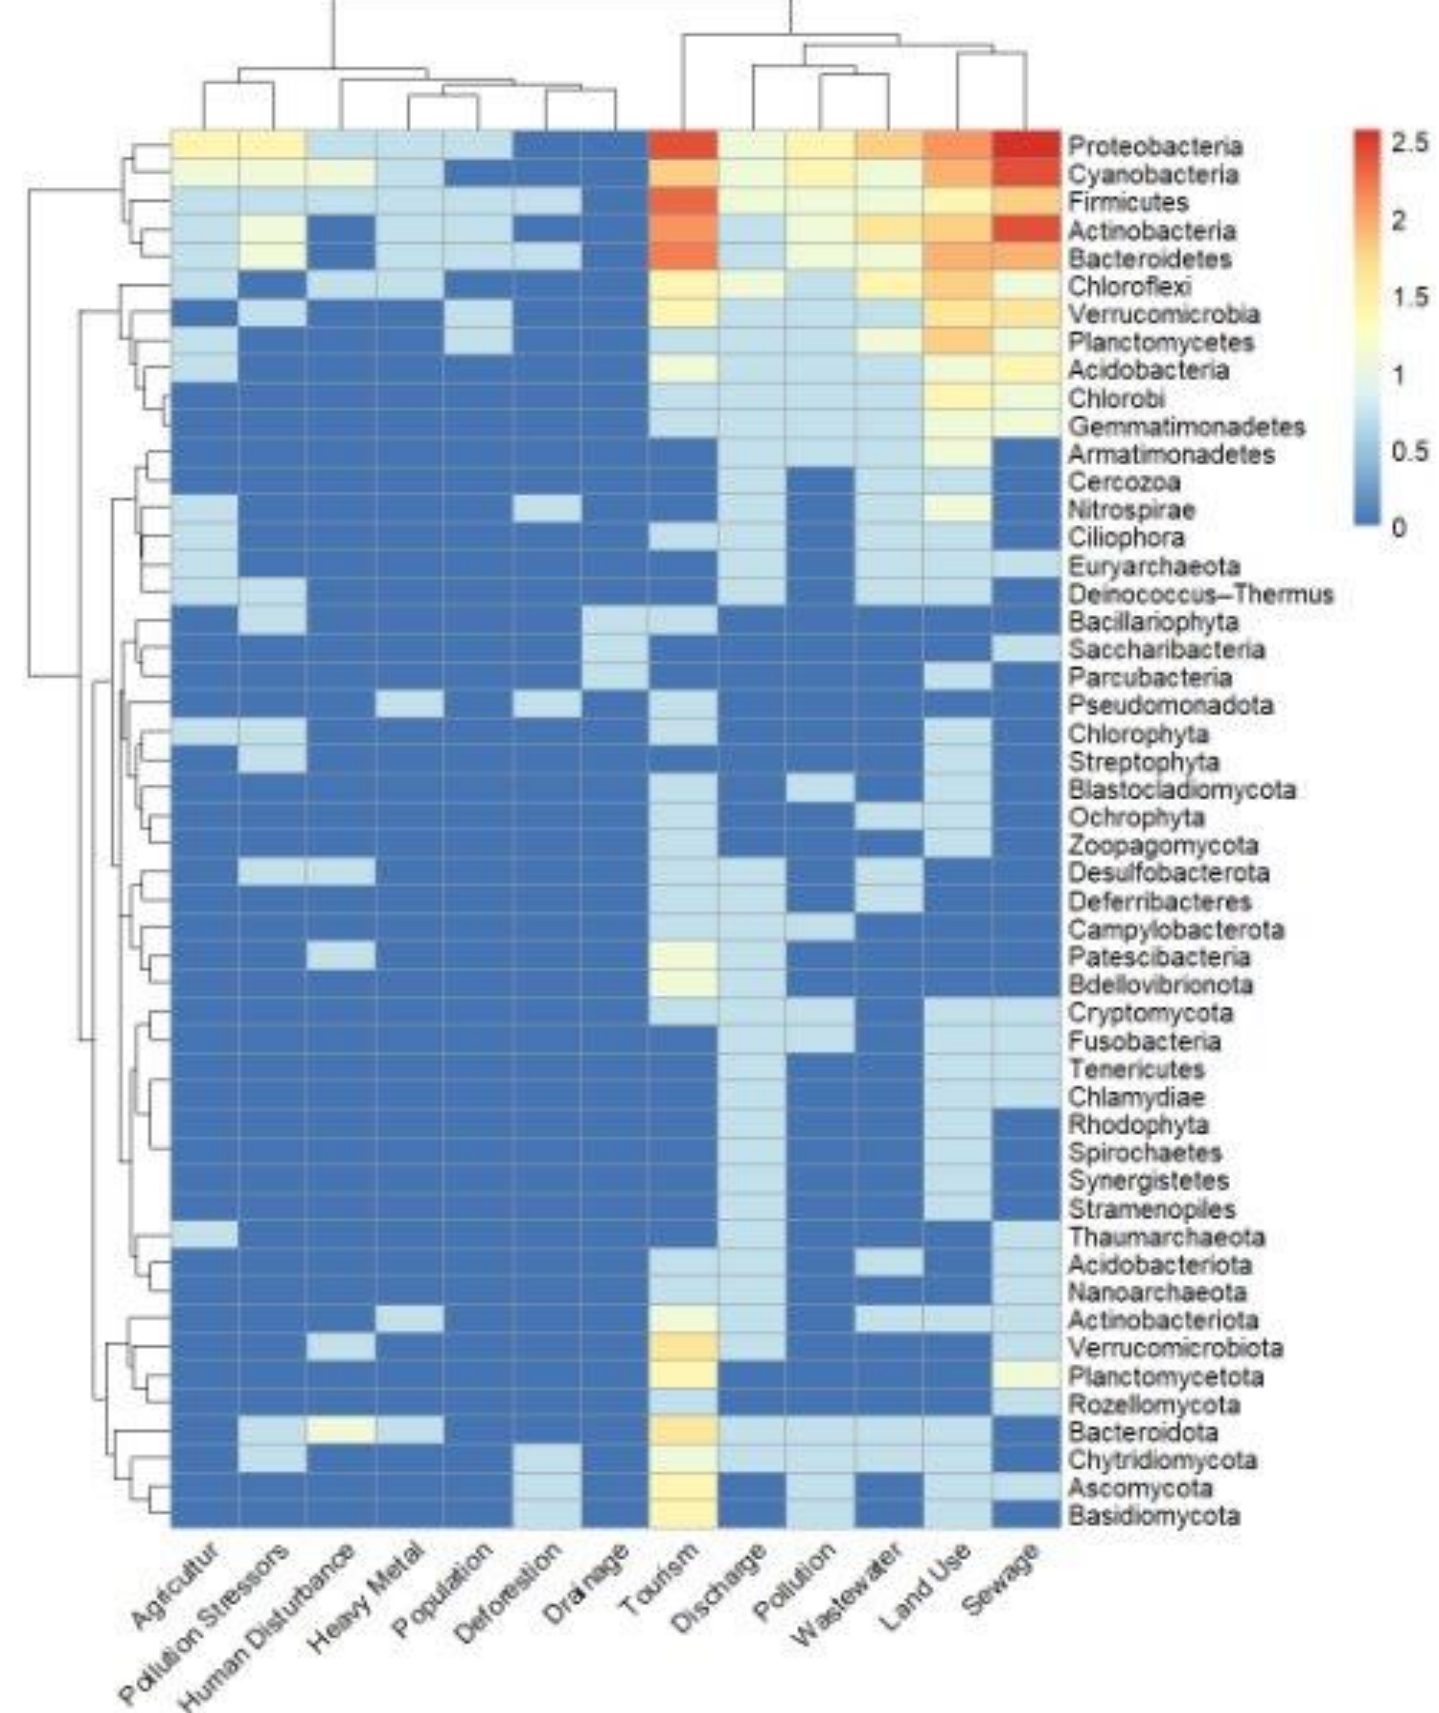 Proteobacteria
Cyanobacteria
Firmicutes
Actinobacteria
Bacteroidetes
Chloroflexi
Verrucomicrobia
Planctomycetes
Acidobacteria
Chlorobi
Gemmatimonadetes
Armatimonadetes
Cercozoa
Nitrospirae
Ciliophora
Euryarchaeota
Deinococcus–Thermus
Bacillariophyta
Saccharibacteria
Parcubacteria
Pseudomonadota
Chlorophyta
Streptophyta
Blastocladiomycota
Ochrophyta
Zoopagomycota
Desulfobacterota
Deferribacteres
Campylobacterota
Patescibacteria
Bdellovibrionota
Cryptomycota
Fusobacteria
Tenericutes
Chlamydiae
Rhodophyta
Spirochaetes
Synergistetes
Stramenopiles
Thaumarchaeota
Acidobacteriota
Nanoarchaeota
Actinobacteriota
Verrucomicrobiota
Planctomycetota
Rozellomycota
Bacteroidota
Chytridiomycota
Ascomycota
Basidiomycota
2.5
2
1.5
1
0.5
0
Agricultur
Pollution Stressors
Human Disturbance
Heavy Metal
Population
Deforestion
Drainage
Tourism
Discharge
Pollution
Wastewater
Land Use
Sewage